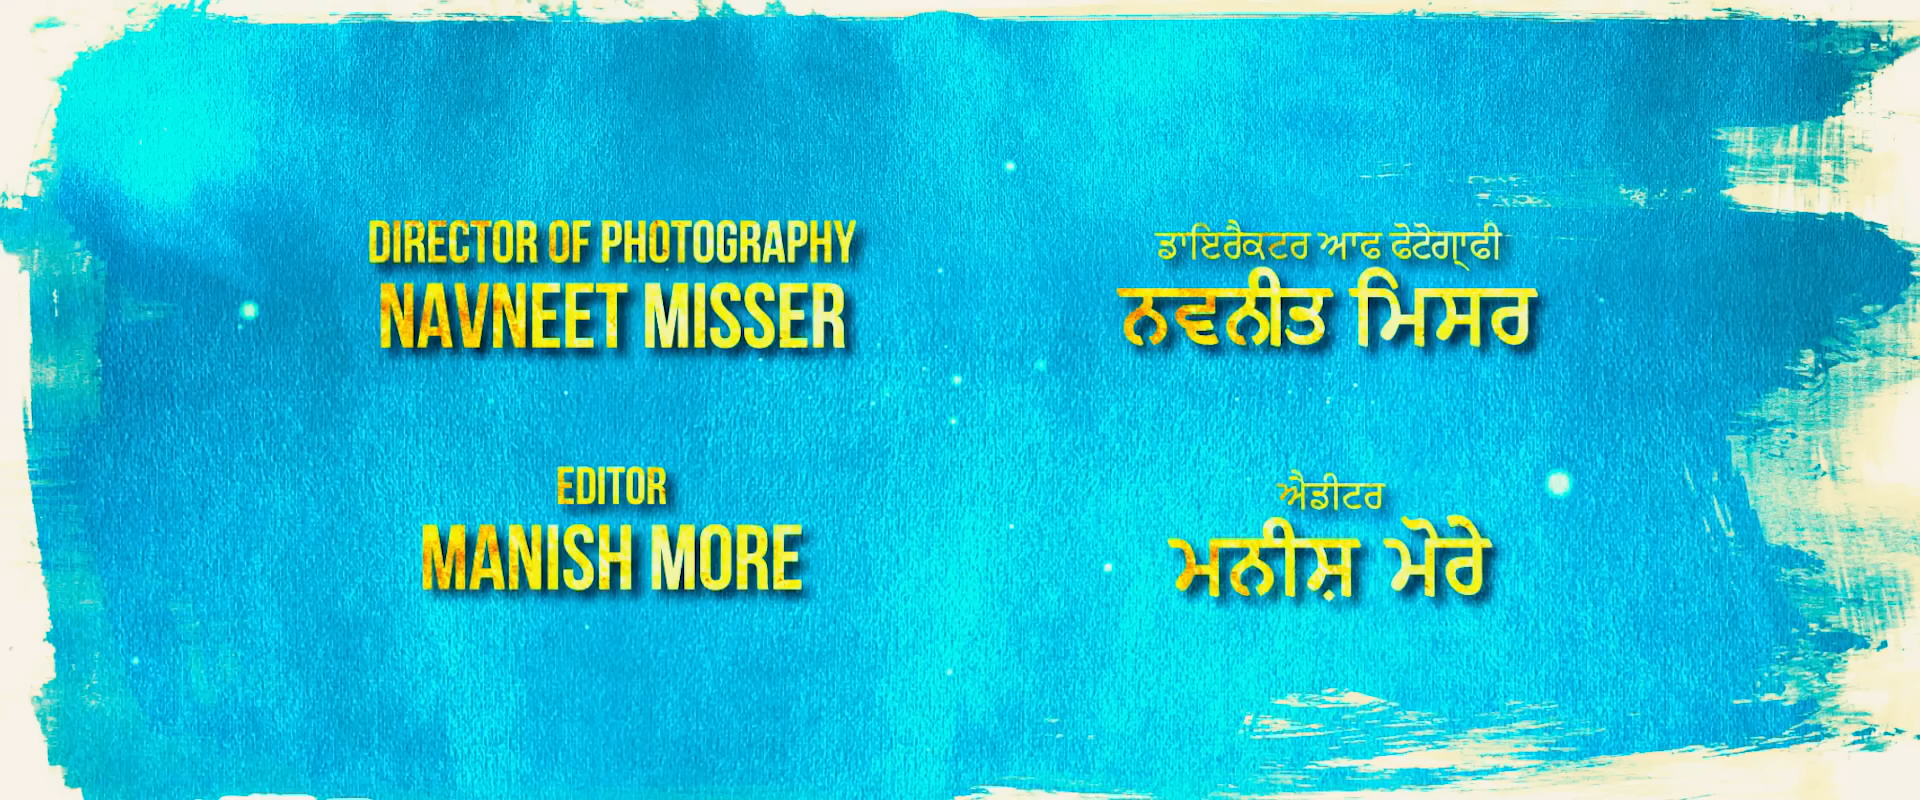 DIRECTOR OF PHOTOGRAPHY
NAVNEET MISSER
ਡਾਇਰੈਕਟਰ ਆਫ ਫੋਟੋਗ੍ਰਾਫੀ
ਨਵਨੀਤ ਮਿਸਰ
EDITOR
MANISH MORE
ਐਡੀਟਰ
ਮਨੀਸ਼ ਮੋਰੇ